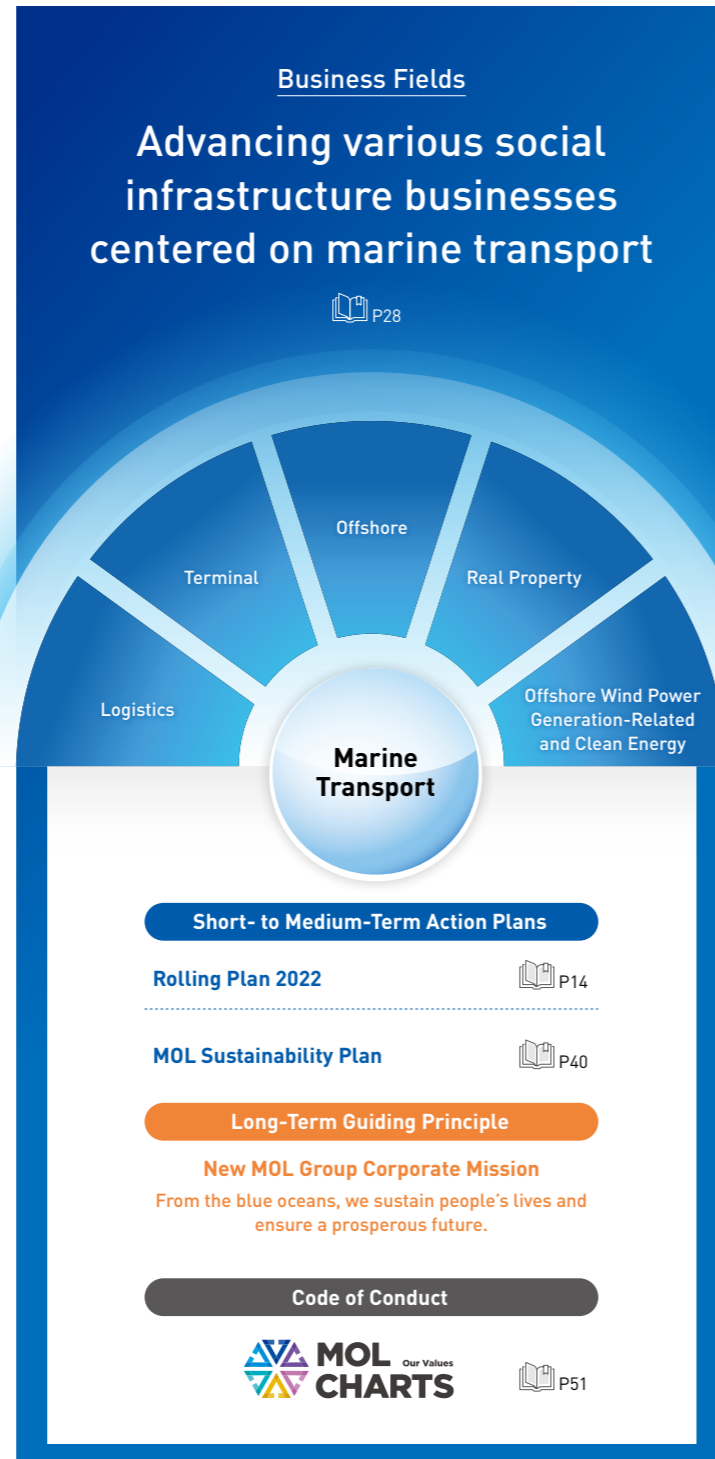 Business Fields
Advancing various social
infrastructure businesses
centered on marine transport
P28
Offshore
Terminal
Real Property
Logistics
Offshore Wind Power
Generation-Related
and Clean Energy
Marine
Transport
Short- to Medium-Term Action Plans
Rolling Plan 2022
P14
MOL Sustainability Plan
P40
Long-Term Guiding Principle
New MOL Group Corporate Mission
From the blue oceans, we sustain people’s lives and
ensure a prosperous future.
Code of Conduct
MOL Our Values
CHARTS
P51